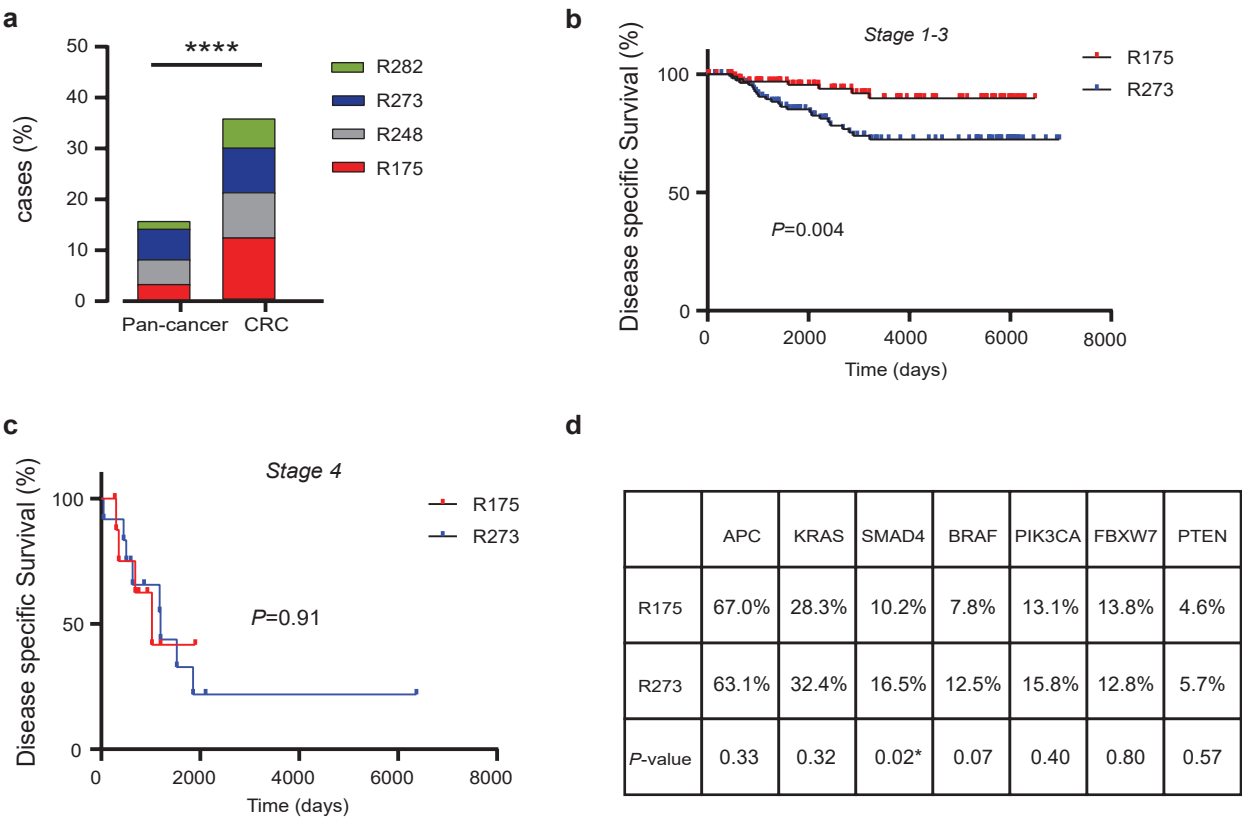 a
****
50
40
30
20
10
0
cases (%)
Pan-cancer CRC
R282
R273
R248
R175
b
Stage 1-3
Disease specific Survival (%)
100
50
0
P=0.004
R175
R273
0 2000 4000 6000 8000
Time (days)
c
Stage 4
Disease specific Survival (%)
100
50
0
P=0.91
R175
R273
0 2000 4000 6000 8000
Time (days)
d
APC KRAS SMAD4 BRAF PIK3CA FBXW7 PTEN
R175 67.0% 28.3% 10.2% 7.8% 13.1% 13.8% 4.6%
R273 63.1% 32.4% 16.5% 12.5% 15.8% 12.8% 5.7%
P-value 0.33 0.32 0.02* 0.07 0.40 0.80 0.57